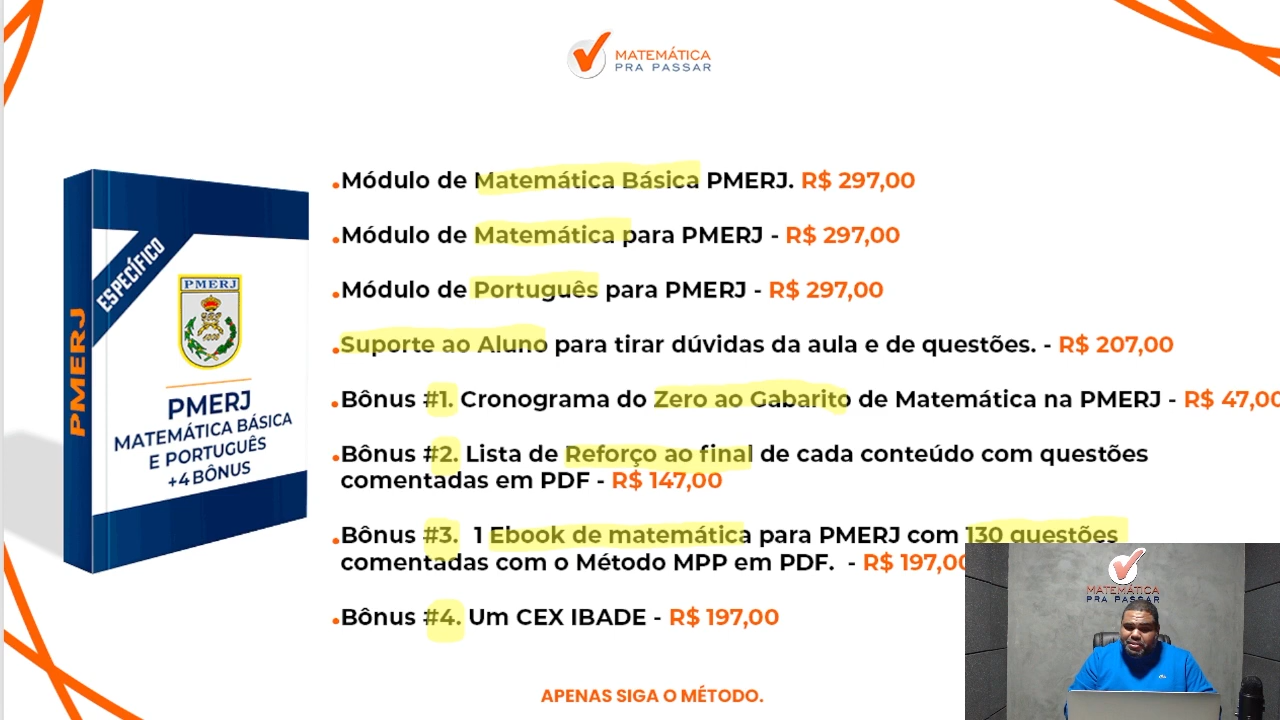 MATEMÁTICA
PRA PASSAR
.Módulo de Matemática Básica PMERJ. R$ 297,00
.Módulo de Matemática para PMERJ - R$ 297,00
.Módulo de Português para PMERJ - R$ 297,00
.Suporte ao Aluno para tirar dúvidas da aula e de questões. - R$ 207,00
.Bônus #1. Cronograma do Zero ao Gabarito de Matemática na PMERJ - R$ 47,00
.Bônus #2. Lista de Reforço ao final de cada conteúdo com questões
comentadas em PDF - R$ 147,00
.Bônus #3. 1 Ebook de matemática para PMERJ com 130 questões
comentadas com o Método MPP em PDF. - R$ 197,00
.Bônus #4. Um CEX IBADE - R$ 197,00
APENAS SIGA O MÉTODO.
PMERJ
ESPECÍFICO
PMERJ
PMERJ
MATEMÁTICA BÁSICA
E PORTUGUÊS
+4 BÔNUS
MATEMÁTICA
PRA PASSAR